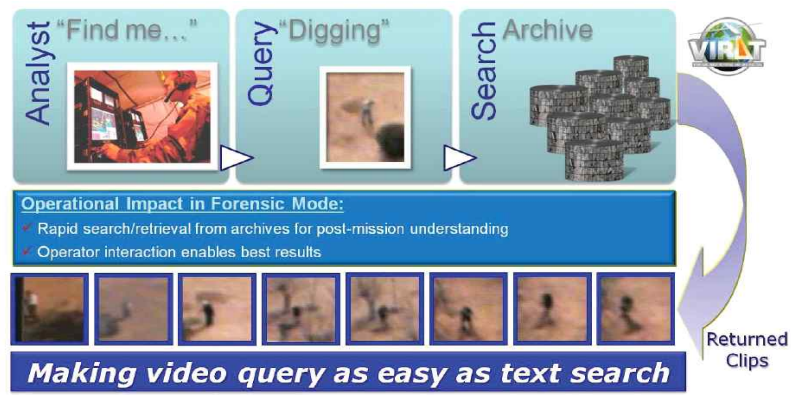 Analyst
"Find me..."
Query
"Digging"
Search
Archive
VIRAT
Operational Impact in Forensic Mode:
✓ Rapid search/retrieval from archives for post-mission understanding
✓ Operator interaction enables best results
Returned
Clips
Making video query as easy as text search